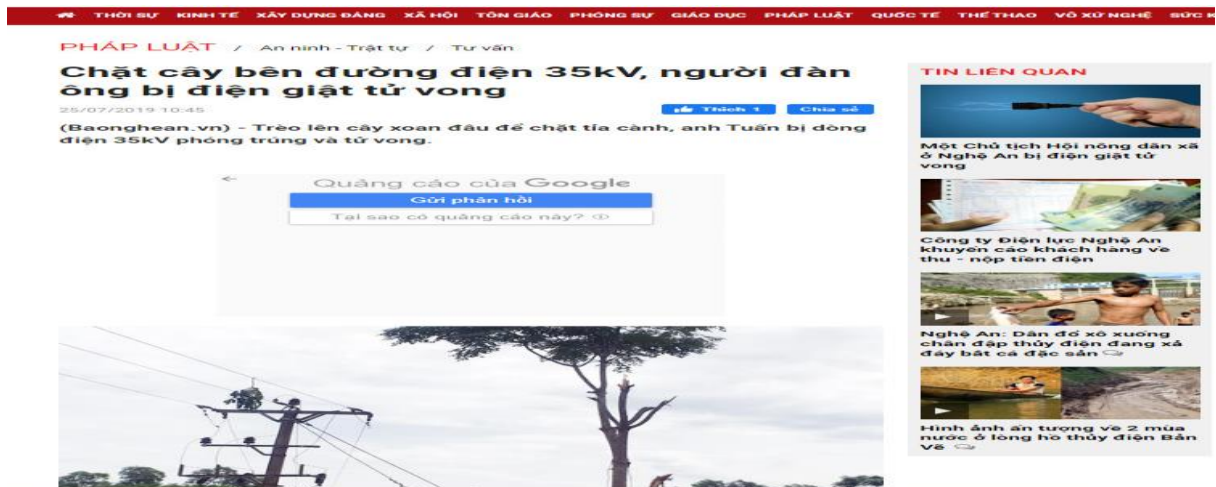 THỜI SỰ KINH TẾ XÂY DỰNG ĐẢNG XÃ HỘI TÔN GIÁO PHÓNG SỰ GIÁO DỤC PHÁP LUẬT QUỐC TẾ THỂ THAO VÔ XỨ NGHỆ SỨC K
PHÁP LUẬT / An ninh - Trật tự / Tư vấn
Chặt cây bên đường điện 35kV, người đàn
ông bị điện giật tử vong
25/07/2019 10:45
Thích 1 Chia sẻ
(Baonghean.vn) - Trèo lên cây xoan đâu để chặt tỉa cành, anh Tuấn bị dòng
điện 35kV phóng trúng và tử vong.
Quảng cáo của Google
Gửi phản hồi
Tại sao có quảng cáo này?
TIN LIÊN QUAN
Một Chủ tịch Hội nông dân xã
ở Nghệ An bị điện giật tử
vong
Công ty Điện lực Nghệ An
khuyến cáo khách hàng về
thu - nộp tiền điện
Nghệ An: Dân đổ xô xuống
chân đập thủy điện đang xả
đáy bắt cá đặc sản
Hình ảnh ấn tượng về 2 mùa
nước ở lòng hồ thủy điện Bản
Vẽ